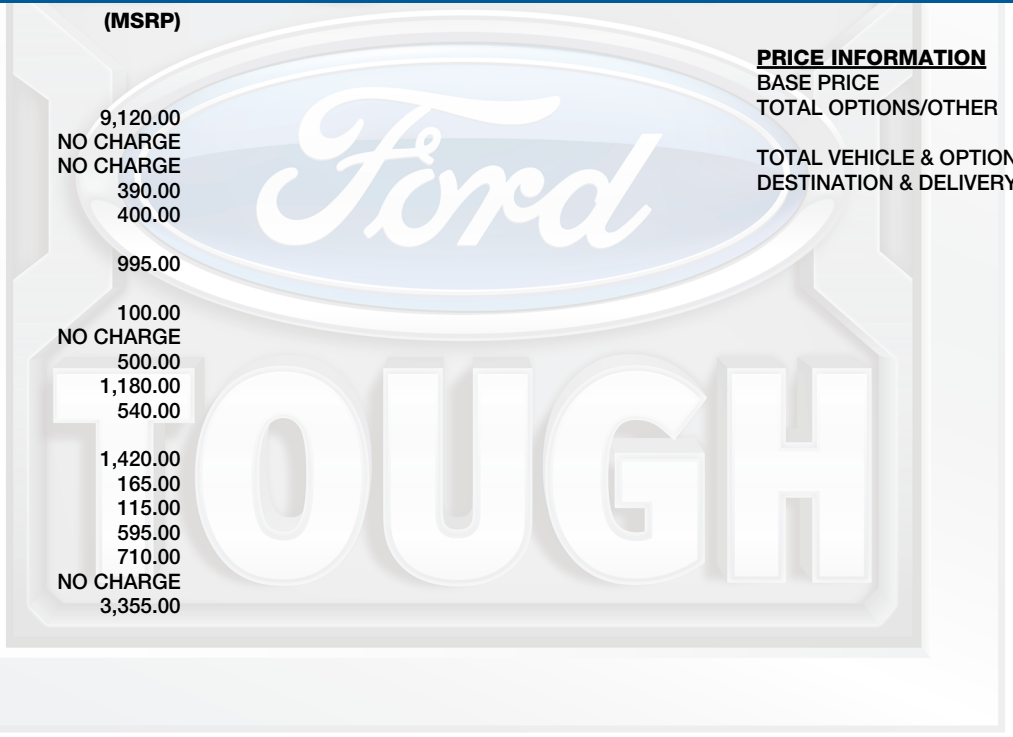 (MSRP)
9,120.00
NO CHARGE
NO CHARGE
390.00
400.00
995.00
100.00
NO CHARGE
500.00
1,180.00
540.00
1,420.00
165.00
115.00
595.00
710.00
NO CHARGE
3,355.00
PRICE INFORMATION
BASE PRICE
TOTAL OPTIONS/OTHER
TOTAL VEHICLE & OPTION
DESTINATION & DELIVERY
Ford
TOUGH